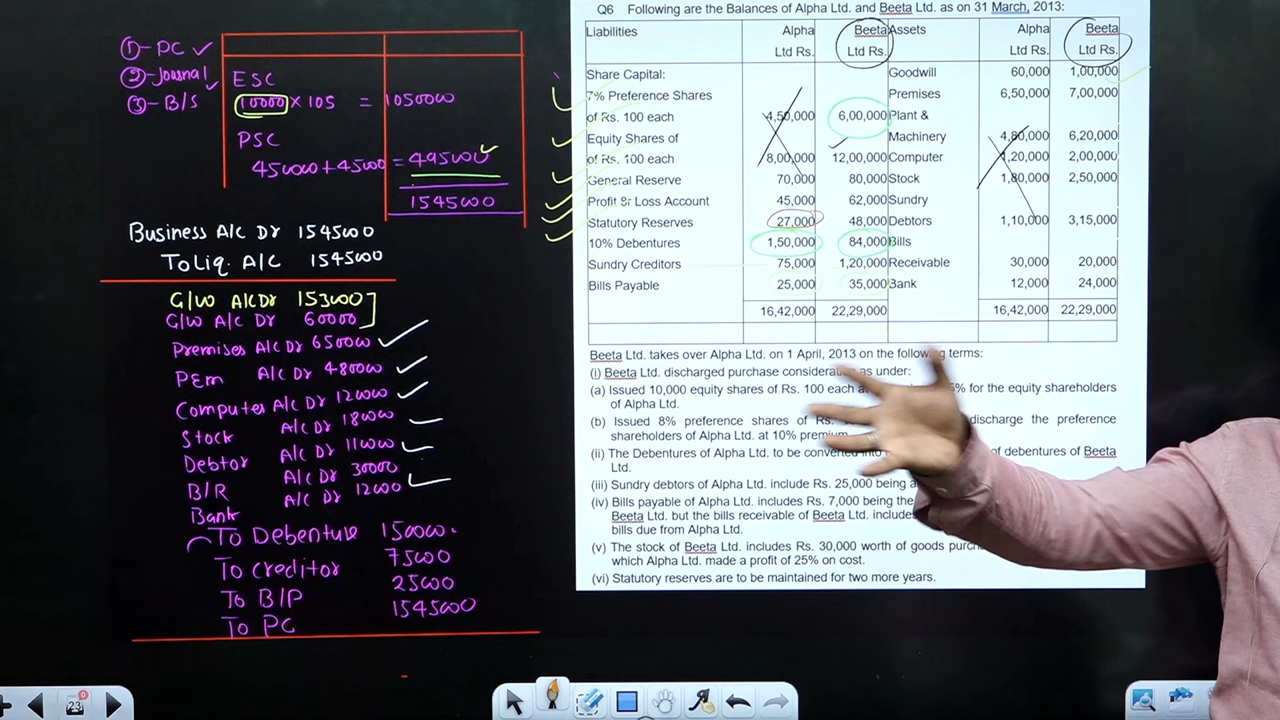 ① - PC ✓
② - Journal ✓
③ - B/S
ESC
10000 × 105 = 1050000
PSC
450000 + 45000 = 495000
1545000
Business A/C Dr 1545000
To Liq. A/C 1545000
G/W A/C Dr 153000
G/W A/C Dr 60000
Premises A/C Dr 650000
P&M A/C Dr 480000
Computer A/C Dr 120000
Stock A/C Dr 180000
Debtor A/C Dr 110000
B/R A/C Dr 30000
Bank A/C Dr 12000
To Debenture 150000
To creditor 75000
To B/P 25000
To PC 1545000
Q6 Following are the Balances of Alpha Ltd. and Beeta Ltd. as on 31 March, 2013:
Liabilities Alpha Ltd Rs. Beeta Ltd Rs. Assets Alpha Ltd Rs. Beeta Ltd Rs.
Share Capital: Goodwill 60,000 1,00,000
7% Preference Shares Premises 6,50,000 7,00,000
of Rs. 100 each 4,50,000 6,00,000 Plant &
Equity Shares of Machinery 4,80,000 6,20,000
of Rs. 100 each 8,00,000 12,00,000 Computer 1,20,000 2,00,000
General Reserve 70,000 80,000 Stock 1,80,000 2,50,000
Profit & Loss Account 45,000 62,000 Sundry
Statutory Reserves 27,000 48,000 Debtors 1,10,000 3,15,000
10% Debentures 1,50,000 84,000 Bills
Sundry Creditors 75,000 1,20,000 Receivable 30,000 20,000
Bills Payable 25,000 35,000 Bank 12,000 24,000
16,42,000 22,29,000 16,42,000 22,29,000
Beeta Ltd. takes over Alpha Ltd. on 1 April, 2013 on the following terms:
(i) Beeta Ltd. discharged purchase consideration as under:
(a) Issued 10,000 equity shares of Rs. 100 each 5% for the equity shareholders
of Alpha Ltd.
(b) Issued 8% preference shares of discharge the preference
shareholders of Alpha Ltd. at 10% premium
(ii) The Debentures of Alpha Ltd. to be converted of debentures of Beeta
Ltd.
(iii) Sundry debtors of Alpha Ltd. include Rs. 25,000 being
(iv) Bills payable of Alpha Ltd. includes Rs. 7,000 being the
Beeta Ltd. but the bills receivable of Beeta Ltd.
bills due from Alpha Ltd.
(v) The stock of Beeta Ltd. includes Rs. 30,000 worth of goods
which Alpha Ltd. made a profit of 25% on cost.
(vi) Statutory reserves are to be maintained for two more years.
23